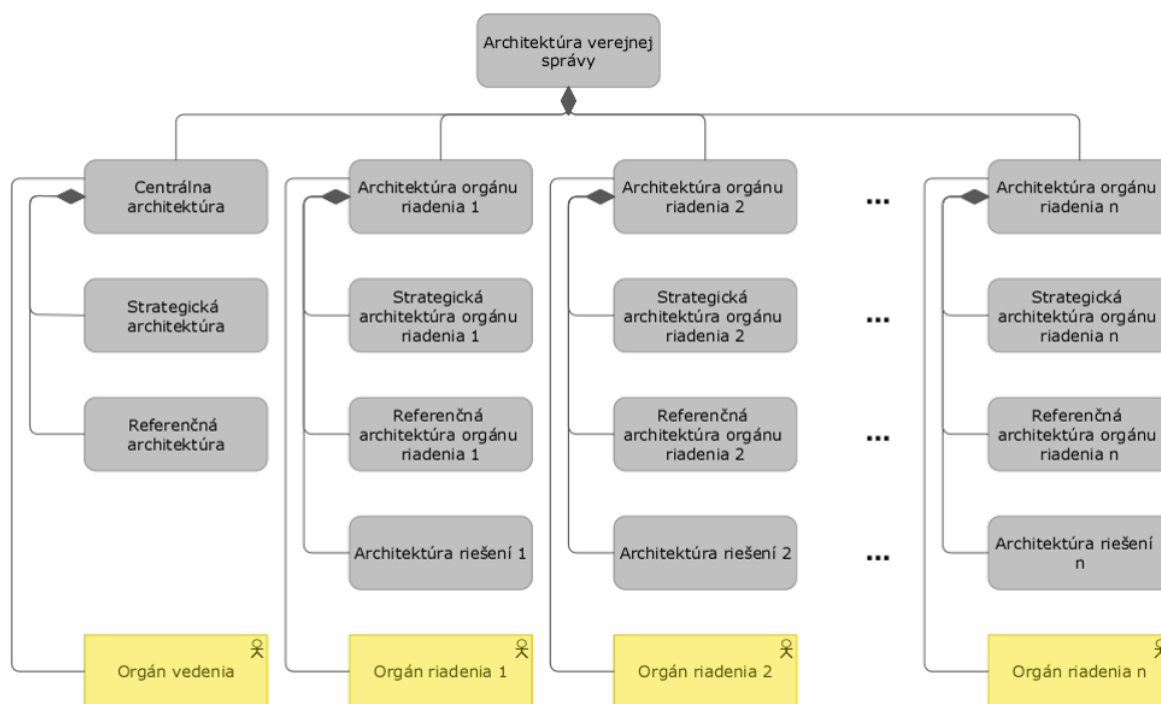 Architektúra verejnej
správy
Centrálna
architektúra
Architektúra orgánu
riadenia 1
Architektúra orgánu
riadenia 2
...
Architektúra orgánu
riadenia n
Strategická
architektúra
Strategická
architektúra orgánu
riadenia 1
Strategická
architektúra orgánu
riadenia 2
...
Strategická
architektúra orgánu
riadenia n
Referenčná
architektúra
Referenčná
architektúra orgánu
riadenia 1
Referenčná
architektúra orgánu
riadenia 2
...
Referenčná
architektúra orgánu
riadenia n
Architektúra riešení 1
Architektúra riešení 2
...
Architektúra riešení
n
Orgán vedenia
Orgán riadenia 1
Orgán riadenia 2
Orgán riadenia n